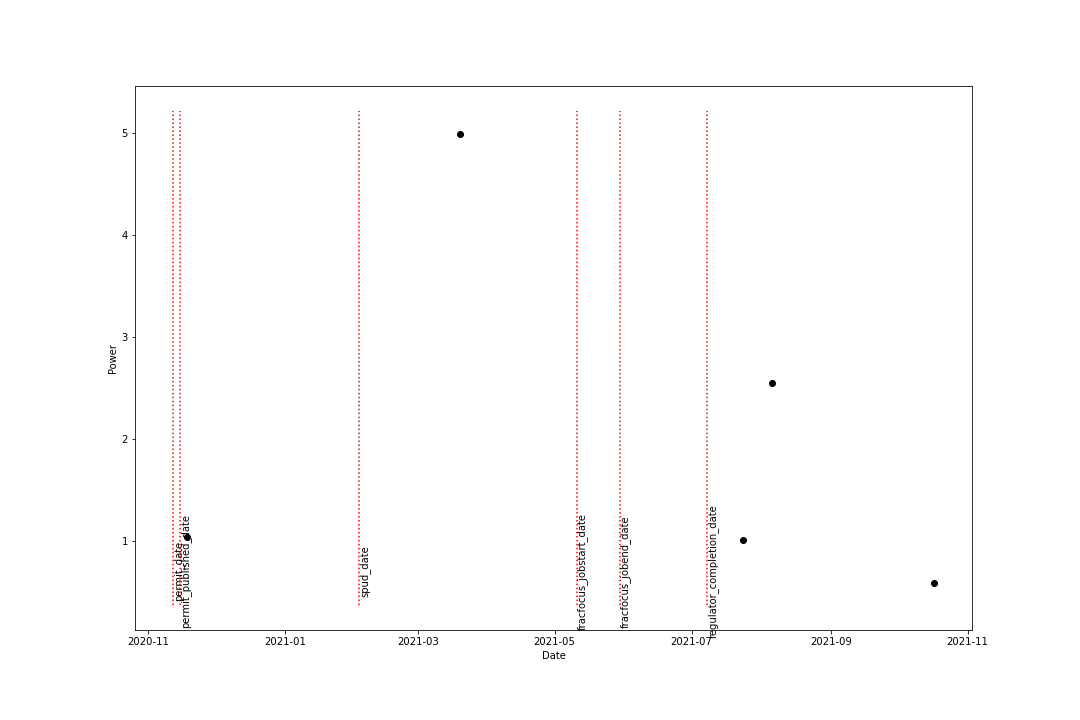 5
4
3
2
1
Power
permit_date
permit_published_date
spud_date
fracfocus_jobstart_date
fracfocus_jobend_date
regulator_completion_date
2020-11
2021-01
2021-03
2021-05
2021-07
2021-09
2021-11
Date